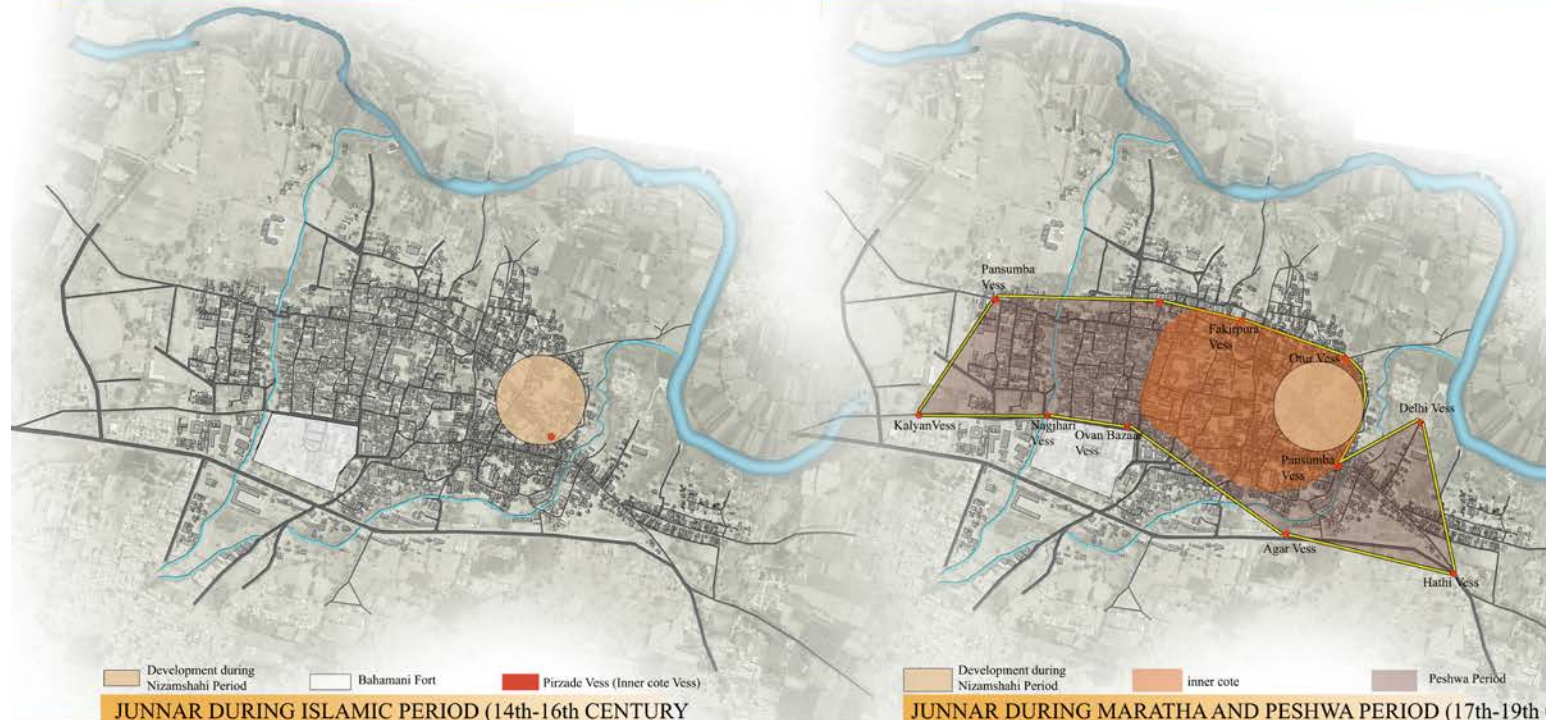 Development during
Nizamshahi Period
Bahamani Fort
Pirzade Vess (Inner cote Vess)
JUNNAR DURING ISLAMIC PERIOD (14th-16th CENTURY
Pansumba
Vess
Fakirpura
Vess
Otur Vess
Delhi Vess
KalyanVess
Nagjhari
Vess
Ovan Bazaar
Vess
Pansumba
Vess
Agar Vess
Hathi Vess
Development during
Nizamshahi Period
inner cote
Peshwa Period
JUNNAR DURING MARATHA AND PESHWA PERIOD (17th-19th